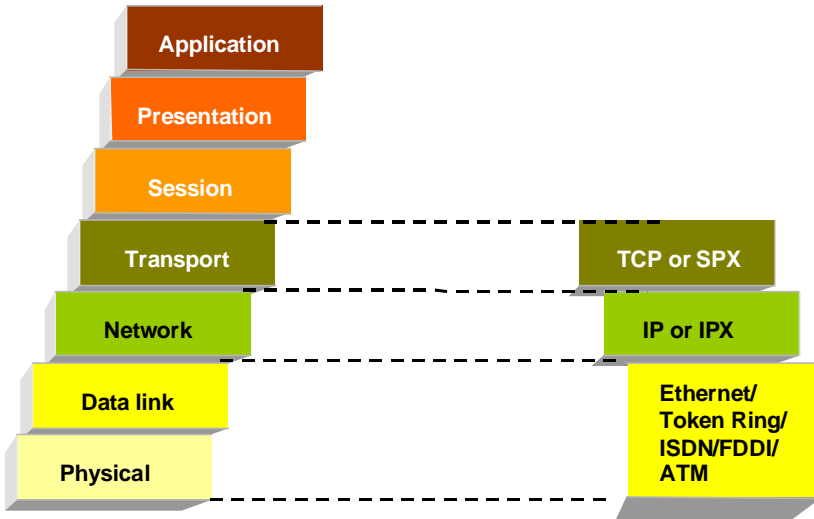 Application
Presentation
Session
Transport
Network
Data link
Physical
TCP or SPX
IP or IPX
Ethernet/
Token Ring/
ISDN/FDDI/
ATM